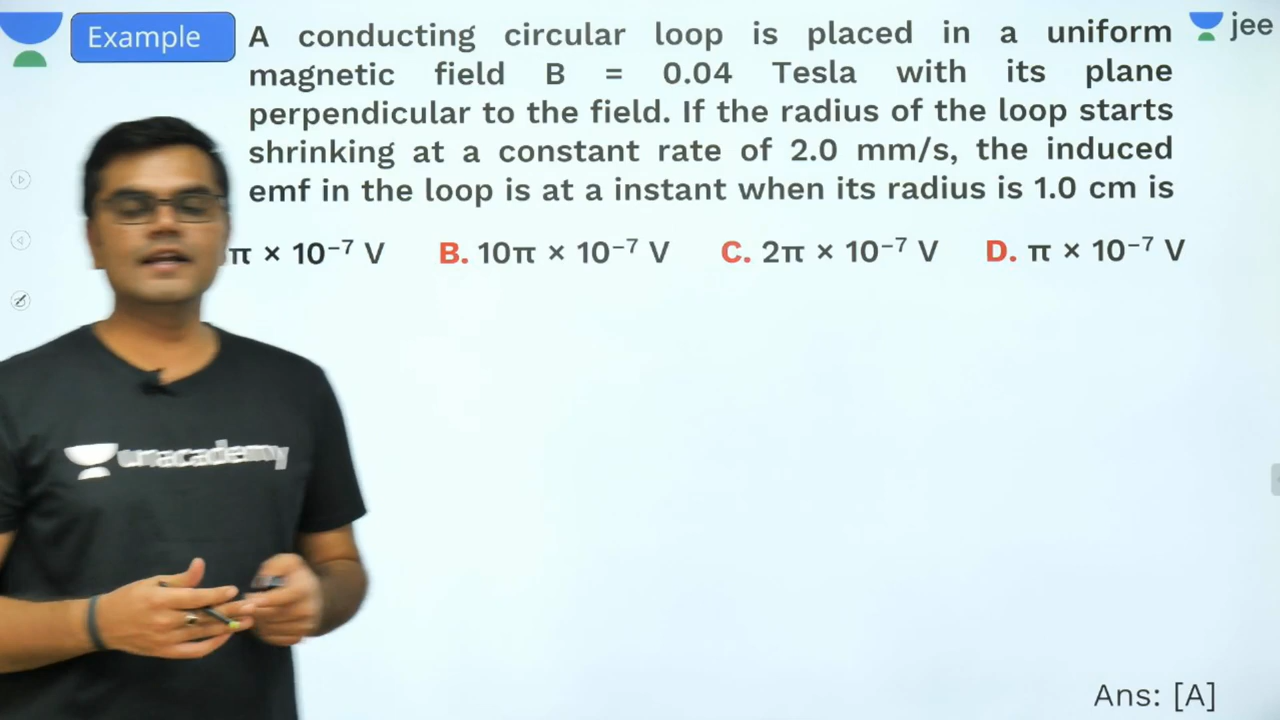 Example
A conducting circular loop is placed in a uniform
magnetic field B = 0.04 Tesla with its plane
perpendicular to the field. If the radius of the loop starts
shrinking at a constant rate of 2.0 mm/s, the induced
emf in the loop is at a instant when its radius is 1.0 cm is
π × 10⁻⁷ V B. 10π × 10⁻⁷ V C. 2π × 10⁻⁷ V D. π × 10⁻⁷ V
jee
unacademy
Ans: [A]